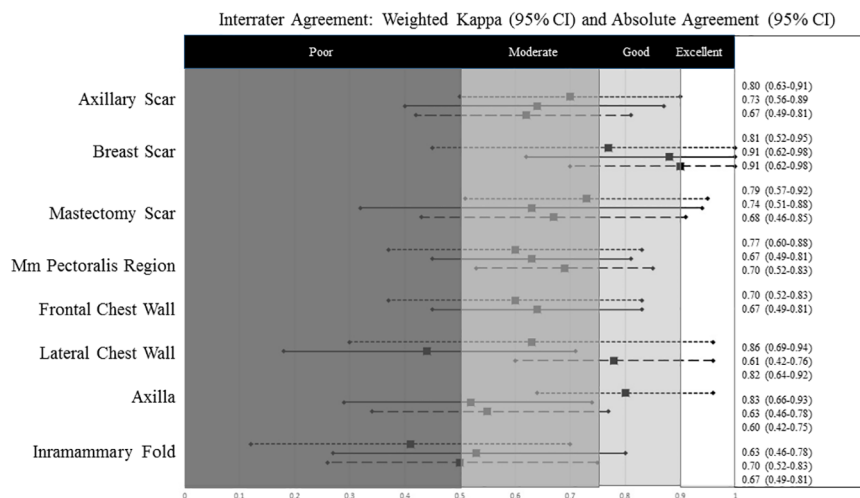 Interrater Agreement: Weighted Kappa (95% CI) and Absolute Agreement (95% CI)
Poor Moderate Good Excellent
Axillary Scar
0.80 (0.63-0,91)
0.73 (0.56-0.89
0.67 (0.49-0.81)
Breast Scar
0.81 (0.52-0.95)
0.91 (0.62-0.98)
0.91 (0.62-0.98)
Mastectomy Scar
0.79 (0.57-0.92)
0.74 (0.51-0.88)
0.68 (0.46-0.85)
Mm Pectoralis Region
0.77 (0.60-0.88)
0.67 (0.49-0.81)
0.70 (0.52-0.83)
Frontal Chest Wall
0.70 (0.52-0.83)
0.67 (0.49-0.81)
Lateral Chest Wall
0.86 (0.69-0.94)
0.61 (0.42-0.76)
0.82 (0.64-0.92)
Axilla
0.83 (0.66-0.93)
0.63 (0.46-0.78)
0.60 (0.42-0.75)
Inramammary Fold
0.63 (0.46-0.78)
0.70 (0.52-0.83)
0.67 (0.49-0.81)
0 0.1 0.2 0.3 0.4 0.5 0.6 0.7 0.8 0.9 1